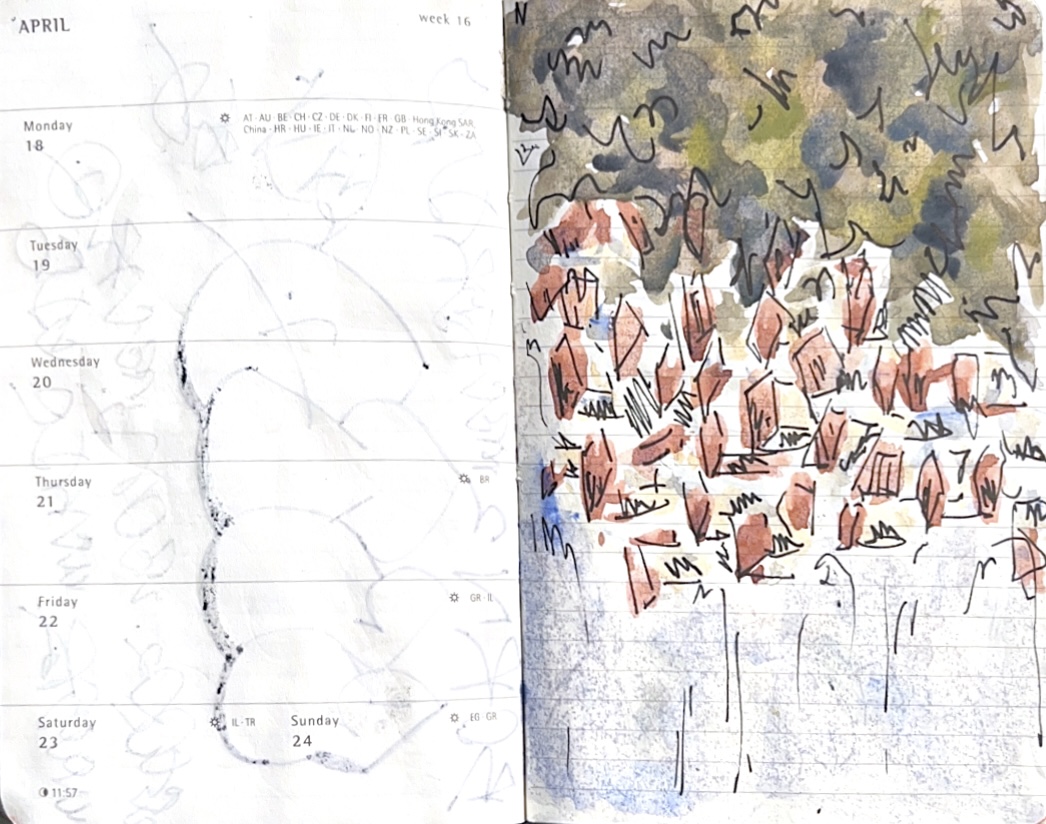 APRIL
week 16
Monday
18
AT · AU · BE · CH · CZ · DE · DK · FI · FR · GB · Hong Kong SAR,
China · HR · HU · IE · IT · NL · NO · NZ · PL · SE · SI · SK · ZA
Tuesday
19
Wednesday
20
Thursday
21
BR
Friday
22
GR · IL
Saturday
23
IL · TR
Sunday
24
EG · GR
11:57